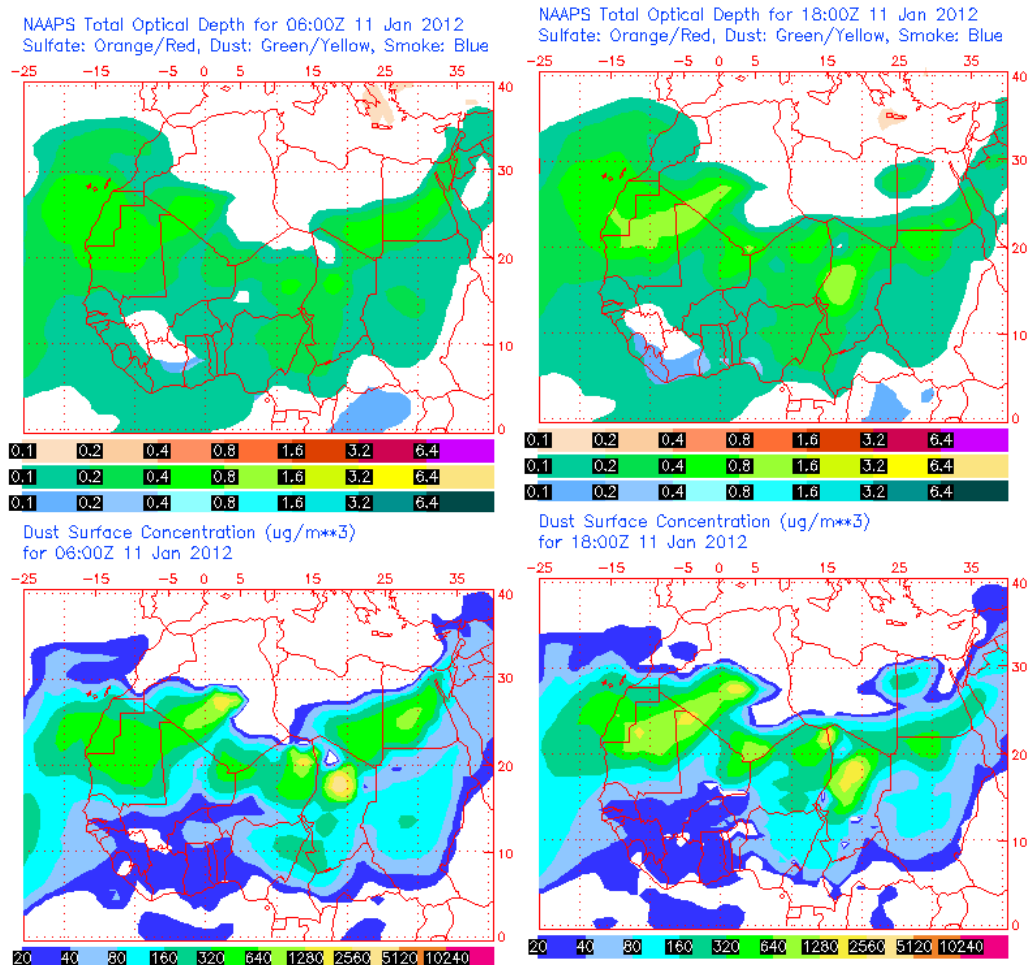 NAAPS Total Optical Depth for 06:00Z 11 Jan 2012
Sulfate: Orange/Red, Dust: Green/Yellow, Smoke: Blue
-25 -15 -5 0 5 15 25 35
40
30
20
10
0
0.1 0.2 0.4 0.8 1.6 3.2 6.4
0.1 0.2 0.4 0.8 1.6 3.2 6.4
0.1 0.2 0.4 0.8 1.6 3.2 6.4
NAAPS Total Optical Depth for 18:00Z 11 Jan 2012
Sulfate: Orange/Red, Dust: Green/Yellow, Smoke: Blue
-25 -15 -5 0 5 15 25 35
40
30
20
10
0
0.1 0.2 0.4 0.8 1.6 3.2 6.4
0.1 0.2 0.4 0.8 1.6 3.2 6.4
0.1 0.2 0.4 0.8 1.6 3.2 6.4
Dust Surface Concentration (ug/m**3)
for 06:00Z 11 Jan 2012
-25 -15 -5 0 5 15 25 35
40
30
20
10
0
20 40 80 160 320 640 1280 2560 5120 10240
Dust Surface Concentration (ug/m**3)
for 18:00Z 11 Jan 2012
-25 -15 -5 0 5 15 25 35
40
30
20
10
0
20 40 80 160 320 640 1280 2560 5120 10240